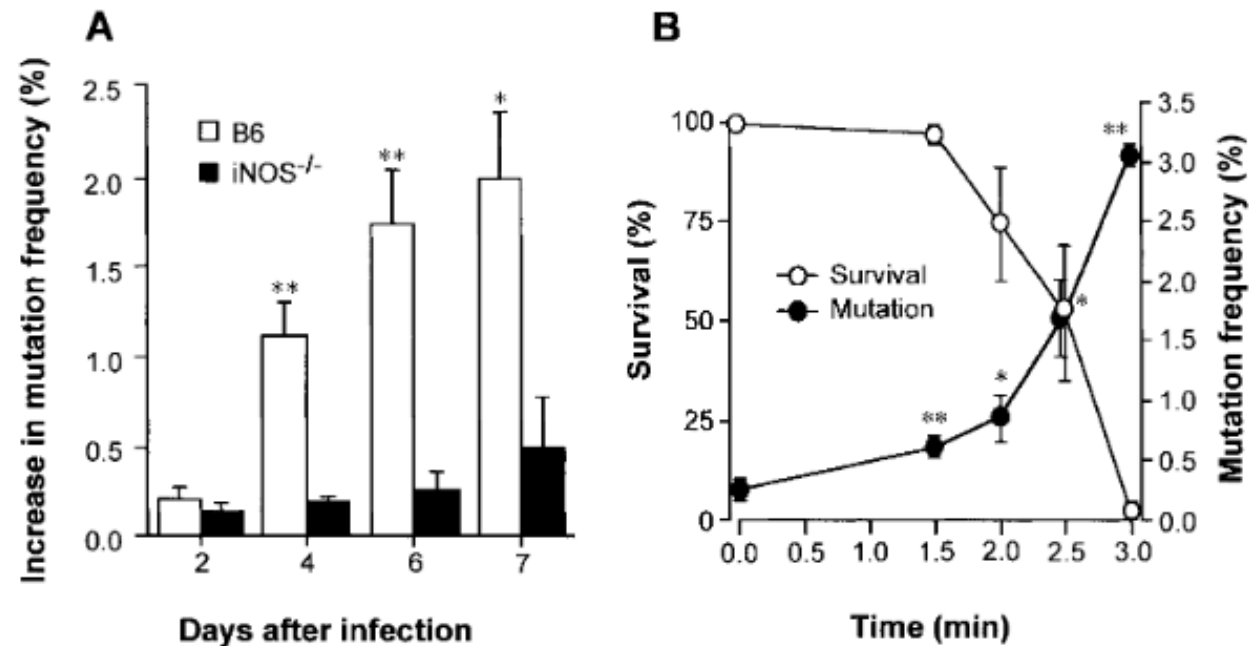 A
Increase in mutation frequency (%)
2.5
2.0
1.5
1.0
0.5
0.0
B6
iNOS-/-
**
**
*
2 4 6 7
Days after infection
B
Survival (%)
100
75
50
25
0
Survival
Mutation
**
*
*
**
3.5
3.0
2.5
2.0
1.5
1.0
0.5
0.0
Mutation frequency (%)
0.0 0.5 1.0 1.5 2.0 2.5 3.0
Time (min)